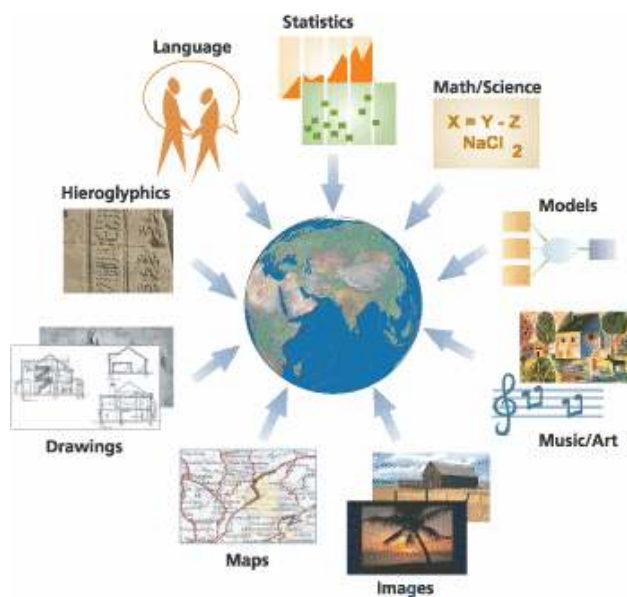 Statistics
Language
Math/Science
X = Y - Z
NaCl 2
Hieroglyphics
Models
Drawings
Music/Art
Maps
Images